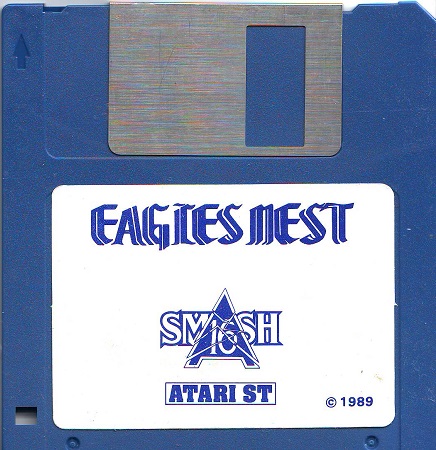 EAGLES NEST
SMASH
16
ATARI ST
© 1989